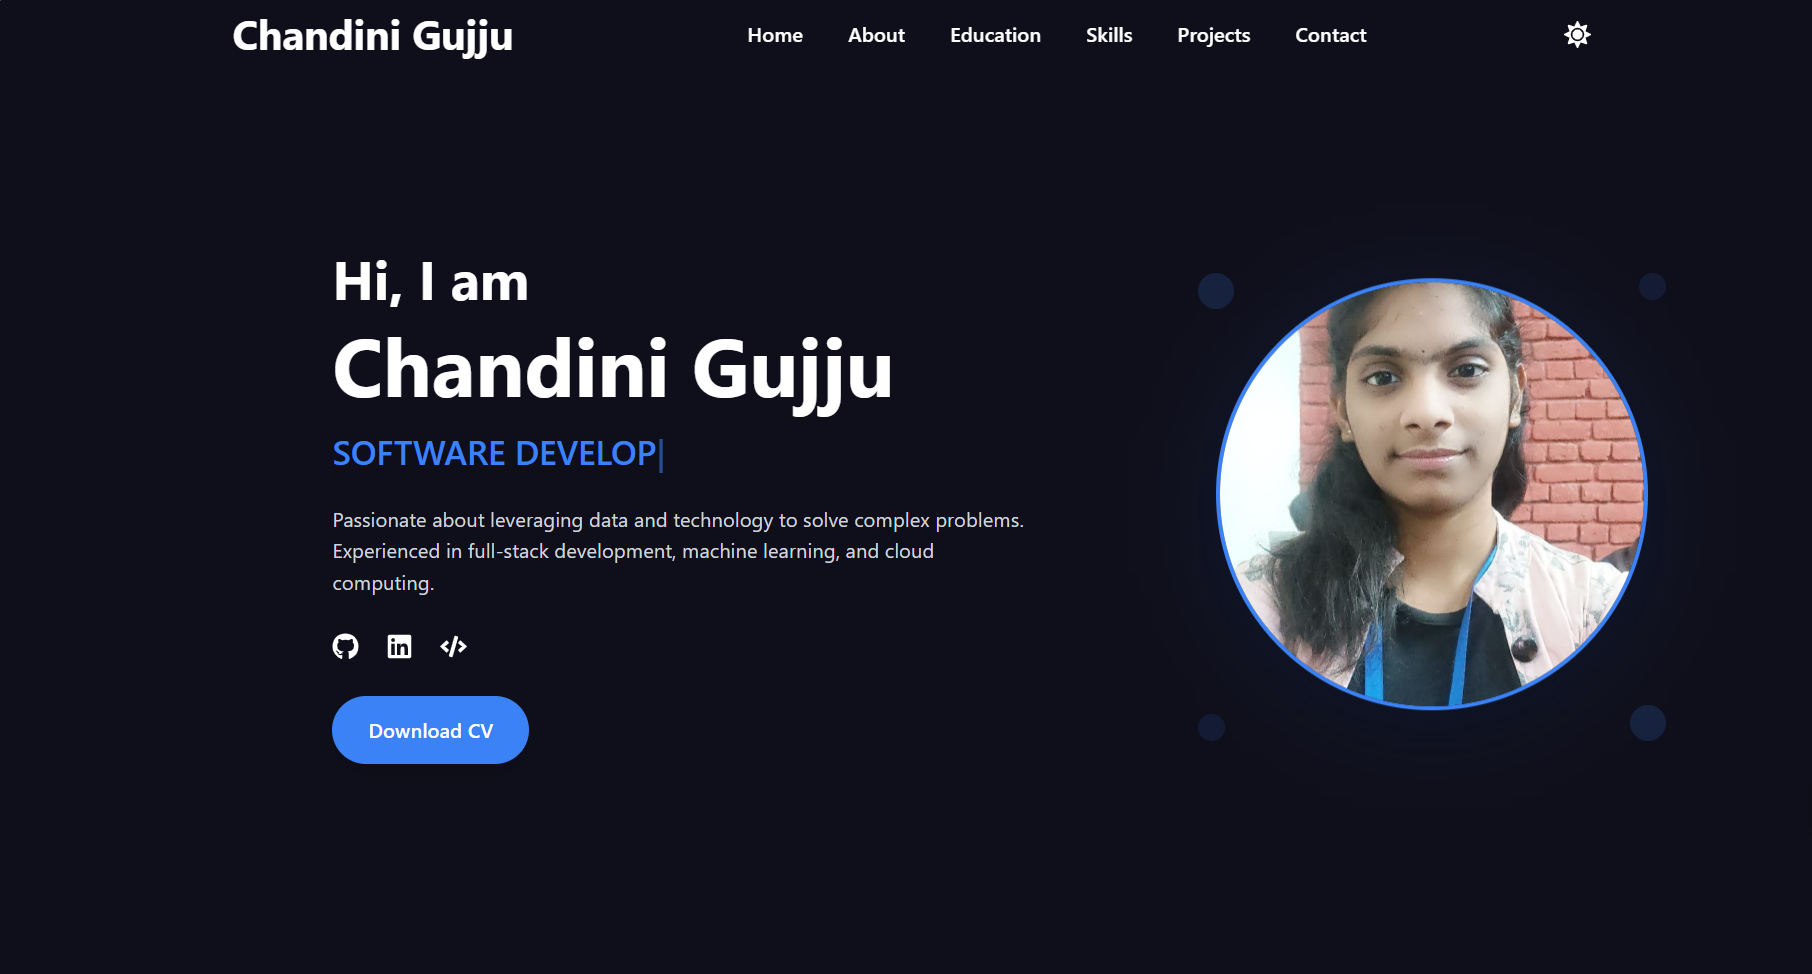 Chandini Gujju
Home About Education Skills Projects Contact
Hi, I am
Chandini Gujju
SOFTWARE DEVELOP|
Passionate about leveraging data and technology to solve complex problems.
Experienced in full-stack development, machine learning, and cloud
computing.
in
Download CV